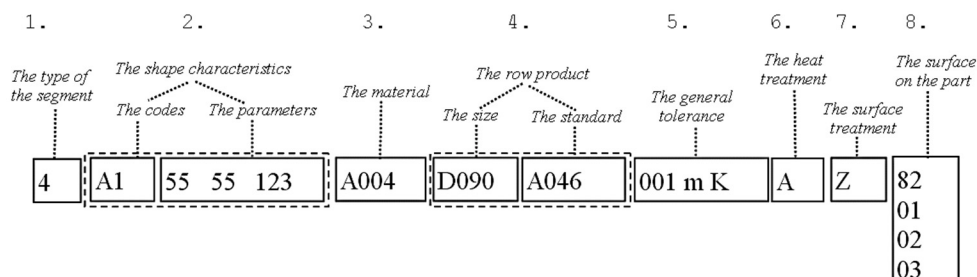 1. 2. 3. 4. 5. 6. 7. 8.
The type of
the segment
The shape characteristics
The codes The parameters
The material
The row product
The size The standard
The general
tolerance
The heat
treatment
The surface
treatment
The surface
on the part
4 A1 55 55 123 A004 D090 A046 001 m K A Z 82
01
02
03